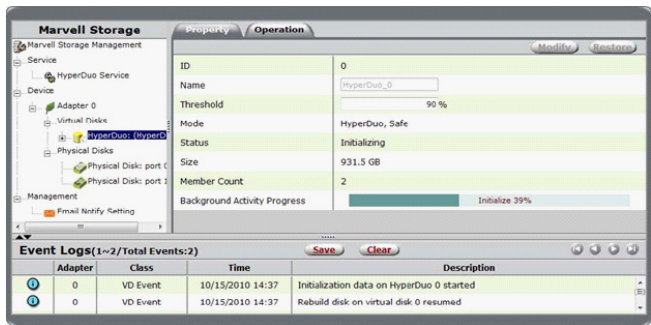 Marvell Storage
Property
Operation
Marvell Storage Management
Modify
Restore
Service
HyperDuo Service
Device
Adapter 0
Virtual Disks
HyperDuo: (HyperD
Physical Disks
Physical Disk: port
Physical Disk: port 1
Management
Email Notify Setting
ID 0
Name HyperDuo_0
Threshold 90 %
Mode HyperDuo, Safe
Status Initializing
Size 931.5 GB
Member Count 2
Background Activity Progress Initialize 39%
Event Logs(1~2/Total Events:2)
Save
Clear
Adapter Class Time Description
0 VD Event 10/15/2010 14:37 Initialization data on HyperDuo 0 started
0 VD Event 10/15/2010 14:37 Rebuild disk on virtual disk 0 resumed